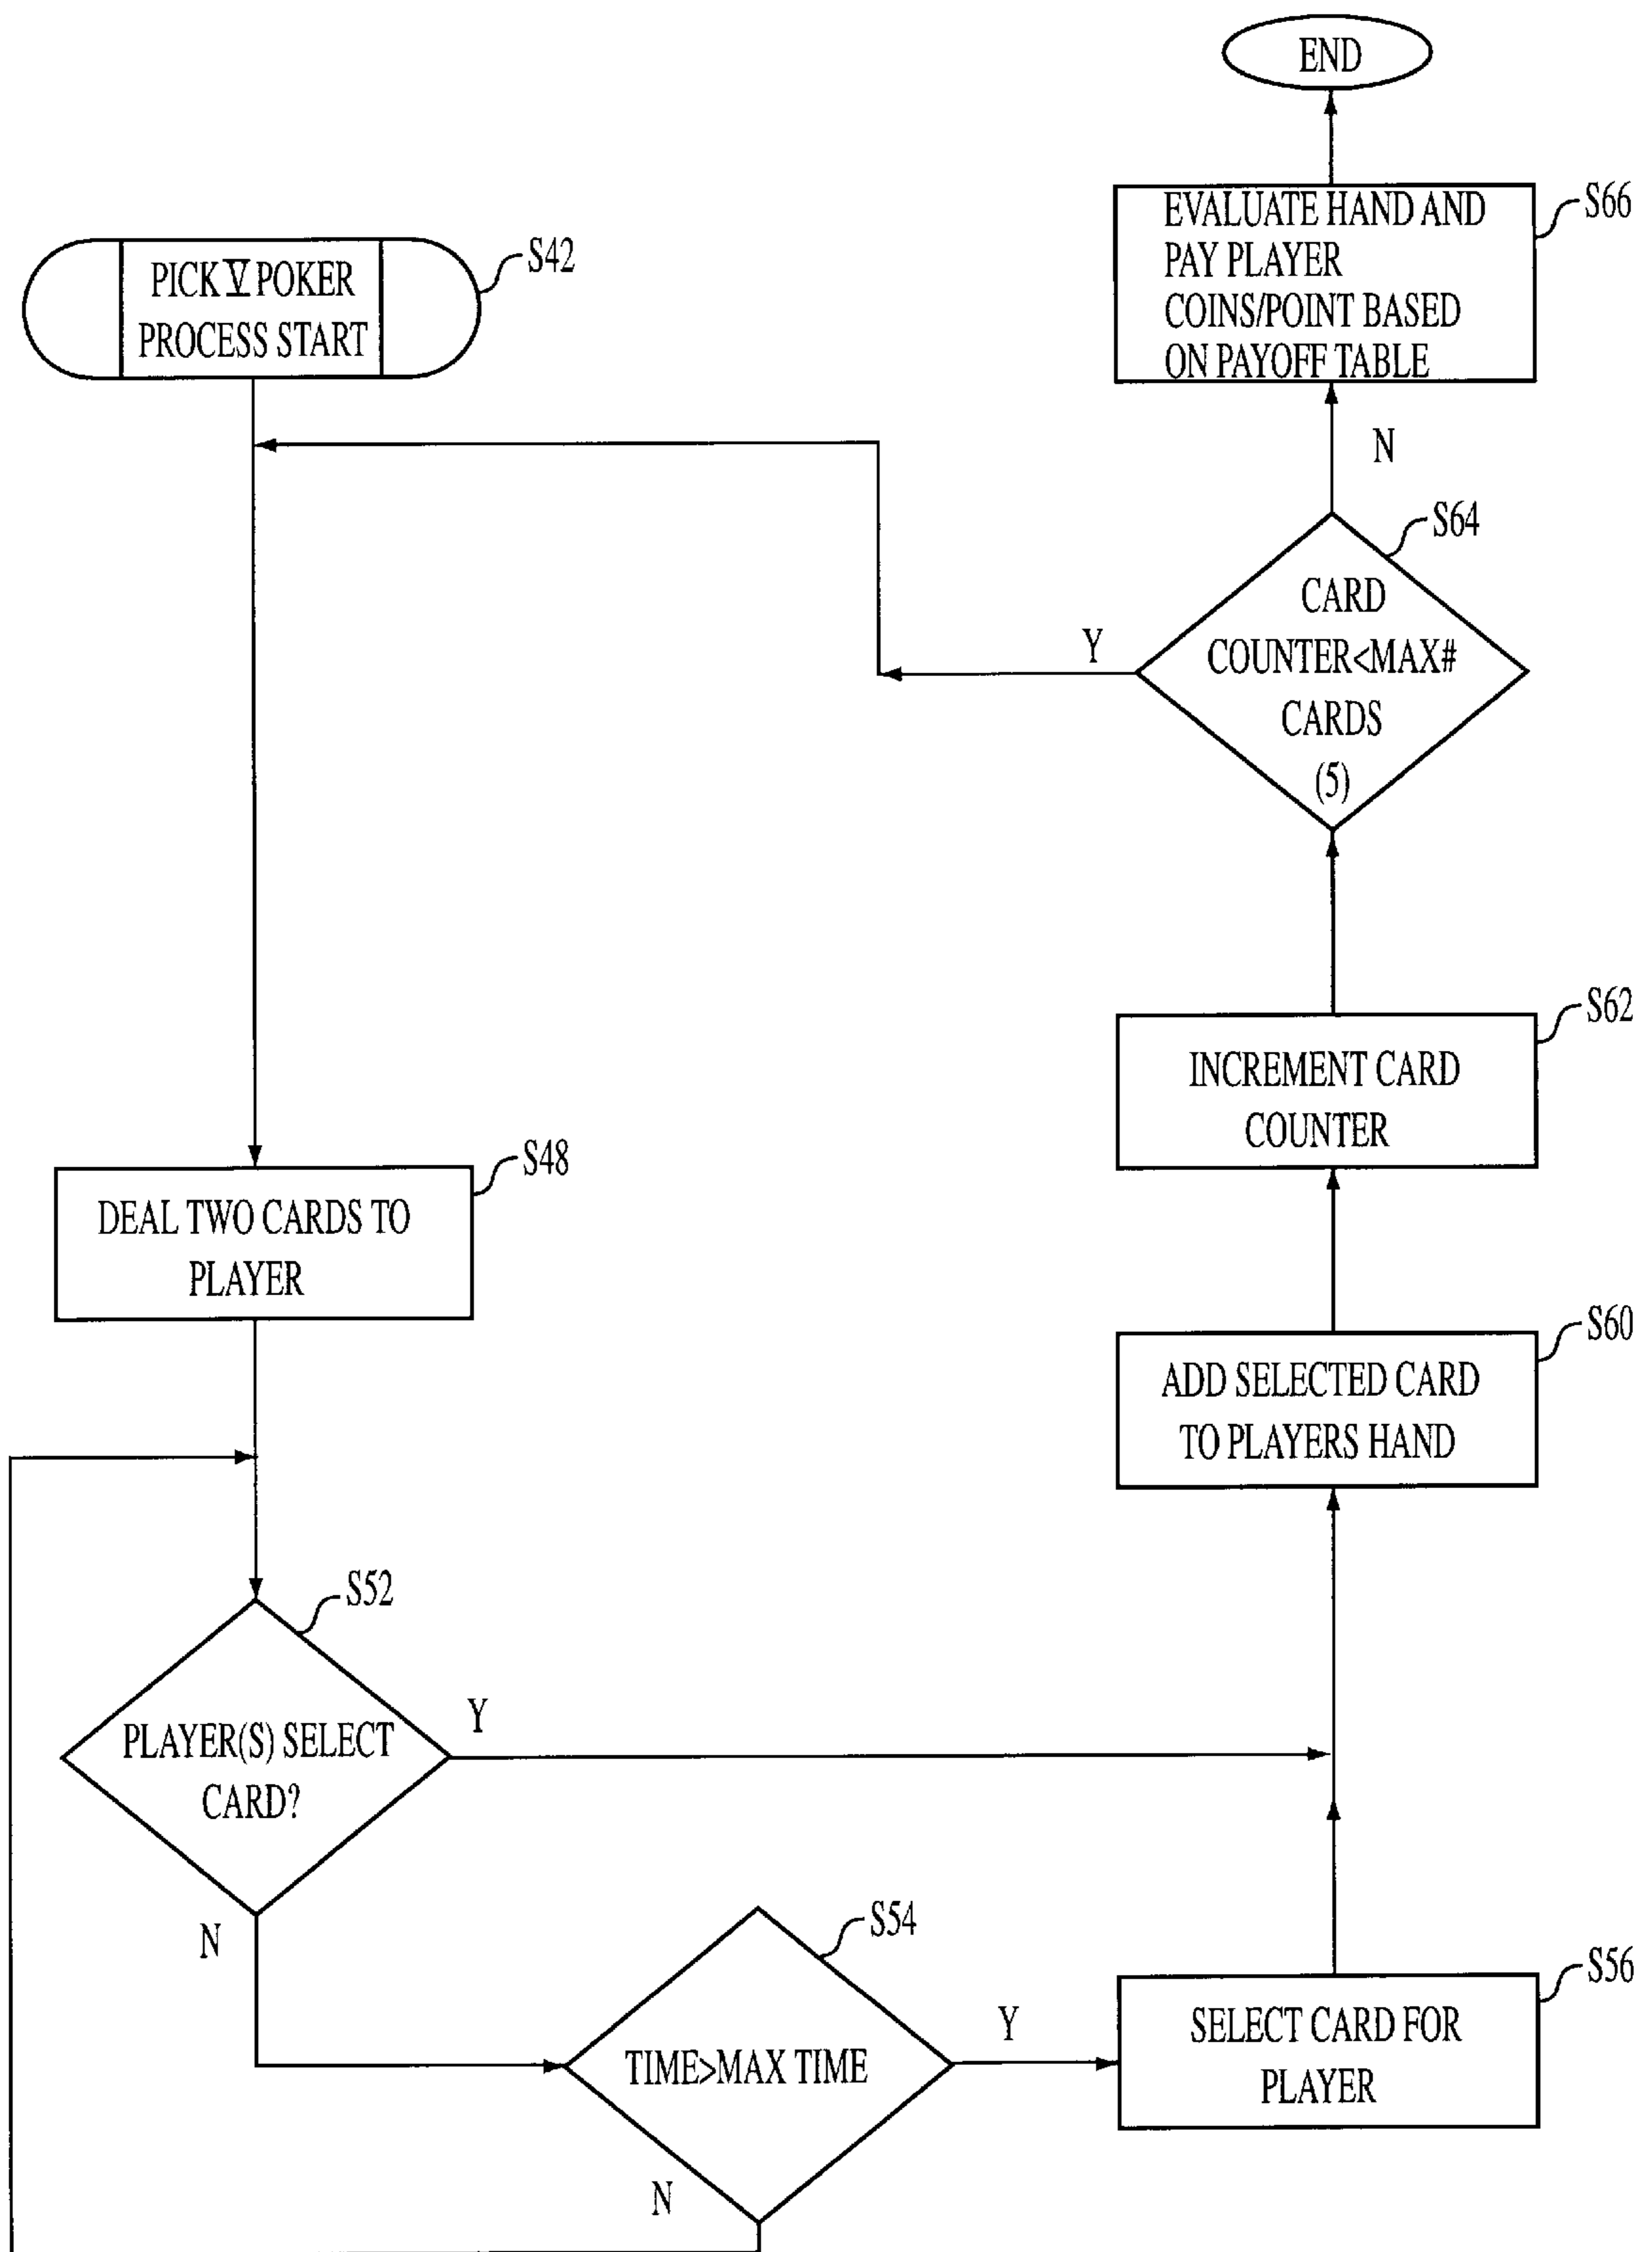 END
EVALUATE HAND AND
PAY PLAYER
COINS/POINT BASED
ON PAYOFF TABLE
S66
PICK V POKER
PROCESS START
S42
N
S64
CARD
COUNTER<MAX#
CARDS
(5)
Y
S62
INCREMENT CARD
COUNTER
S48
DEAL TWO CARDS TO
PLAYER
S60
ADD SELECTED CARD
TO PLAYERS HAND
S52
PLAYER(S) SELECT
CARD?
Y
N
S54
TIME>MAX TIME
Y
N
S56
SELECT CARD FOR
PLAYER